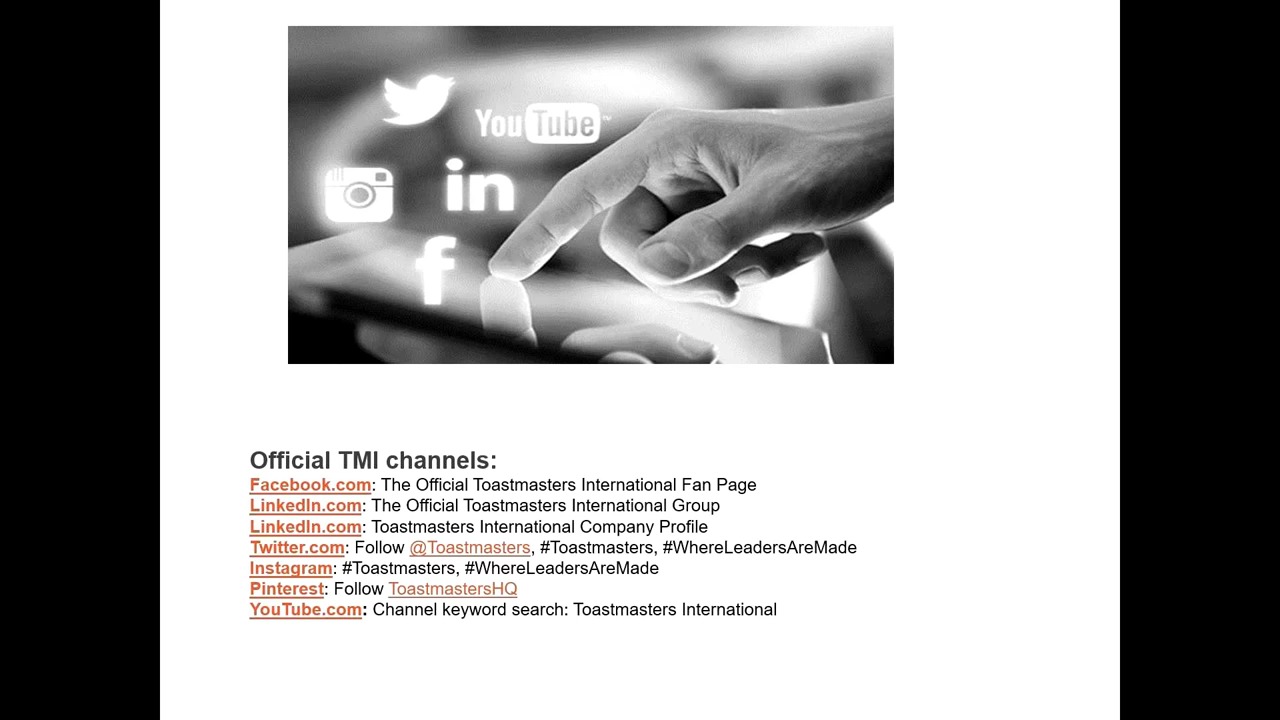 You Tube™
in
f
Official TMI channels:
Facebook.com: The Official Toastmasters International Fan Page
LinkedIn.com: The Official Toastmasters International Group
LinkedIn.com: Toastmasters International Company Profile
Twitter.com: Follow @Toastmasters, #Toastmasters, #WhereLeadersAreMade
Instagram: #Toastmasters, #WhereLeadersAreMade
Pinterest: Follow ToastmastersHQ
YouTube.com: Channel keyword search: Toastmasters International